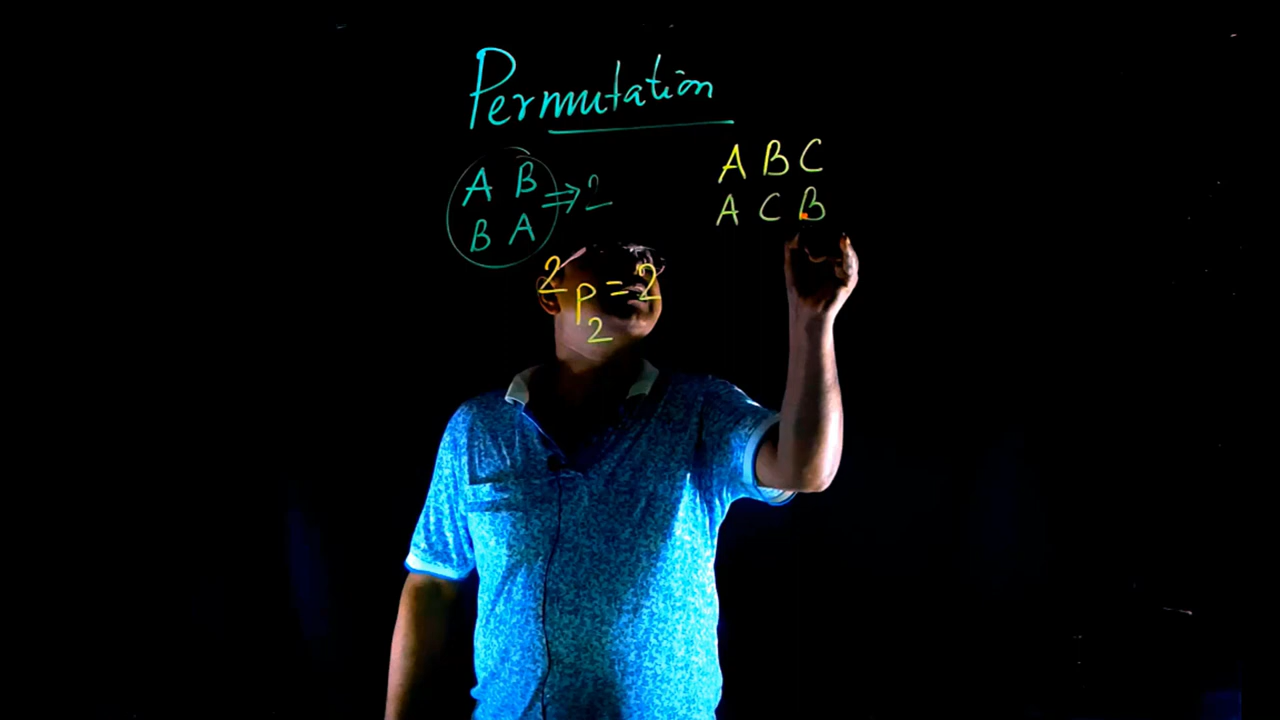 Permutation
A B ⇒ 2
B A
²P₂ = 2
A B C
A C B